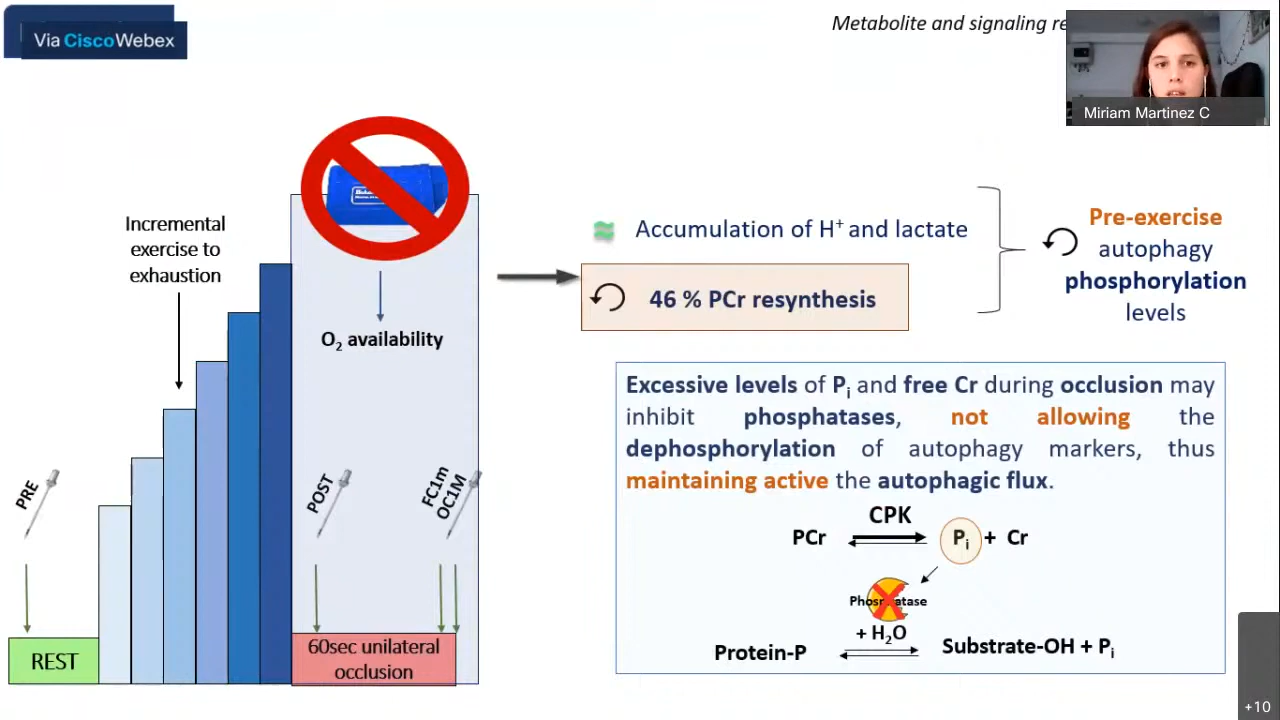 Via CiscoWebex
Metabolite and signaling re
Miriam Martinez C
Incremental
exercise to
exhaustion
O₂ availability
Accumulation of H⁺ and lactate
46 % PCr resynthesis
Pre-exercise
autophagy
phosphorylation
levels
Excessive levels of Pᵢ and free Cr during occlusion may
inhibit phosphatases, not allowing the
dephosphorylation of autophagy markers, thus
maintaining active the autophagic flux.
CPK
PCr
Pᵢ + Cr
Phosphatase
+ H₂O
Protein-P
Substrate-OH + Pᵢ
PRE
POST
FC1m
OC1M
REST
60sec unilateral
occlusion
+10